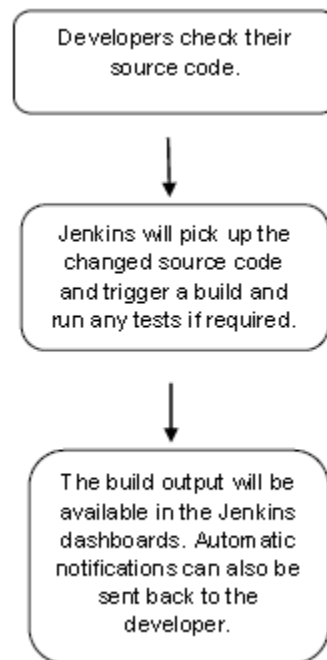 Developers check their
source code.
Jenkins will pick up the
changed source code
and trigger a build and
run any tests if required.
The build output will be
available in the Jenkins
dashboards. Automatic
notifications can also be
sent back to the
developer.